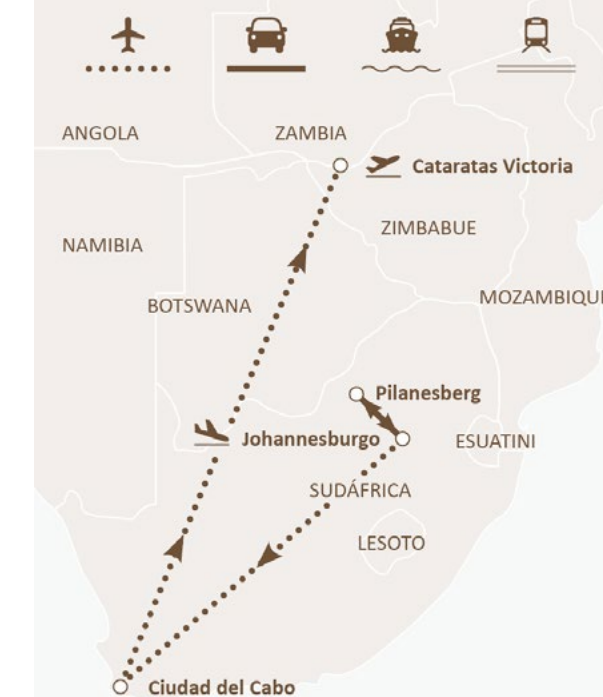 ANGOLA
ZAMBIA
Cataratas Victoria
ZIMBABUE
NAMIBIA
MOZAMBIQU
BOTSWANA
Pilanesberg
Johannesburgo
ESUATINI
SUDÁFRICA
LESOTO
Ciudad del Cabo